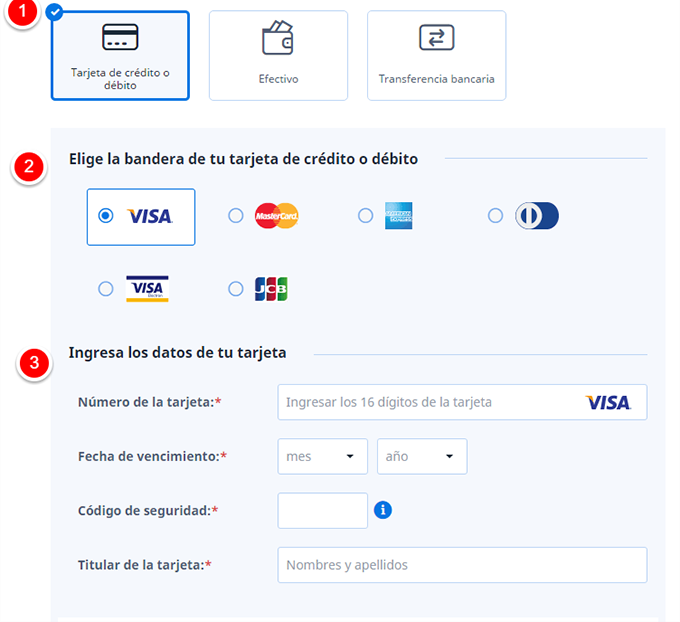 1
Tarjeta de crédito o
débito
Efectivo
Transferencia bancaria
2
Elige la bandera de tu tarjeta de crédito o débito
VISA
MasterCard
AMERICAN EXPRESS
VISA
Electron
JCB
3
Ingresa los datos de tu tarjeta
Número de la tarjeta:*
Ingresar los 16 dígitos de la tarjeta
VISA
Fecha de vencimiento:*
mes
año
Código de seguridad:*
i
Titular de la tarjeta:*
Nombres y apellidos